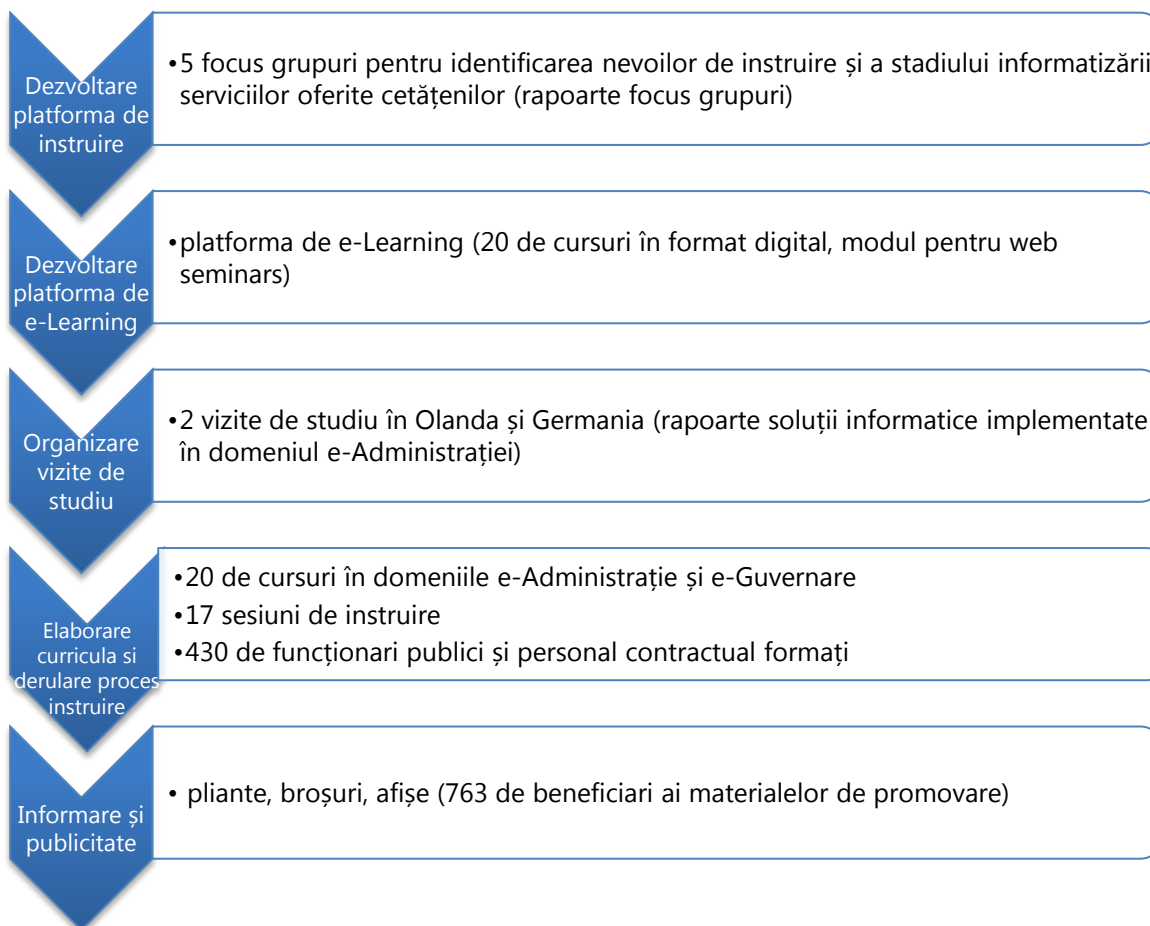 Dezvoltare
platforma de
instruire
•5 focus grupuri pentru identificarea nevoilor de instruire și a stadiului informatizării
serviciilor oferite cetățenilor (rapoarte focus grupuri)
Dezvoltare
platforma de
e-Learning
•platforma de e-Learning (20 de cursuri în format digital, modul pentru web
seminars)
Organizare
vizite de
studiu
•2 vizite de studiu în Olanda și Germania (rapoarte soluții informatice implementate
în domeniul e-Administrației)
Elaborare
curricula si
derulare proces
instruire
•20 de cursuri în domeniile e-Administrație și e-Guvernare
•17 sesiuni de instruire
•430 de funcționari publici și personal contractual formați
Informare și
publicitate
• pliante, broșuri, afișe (763 de beneficiari ai materialelor de promovare)